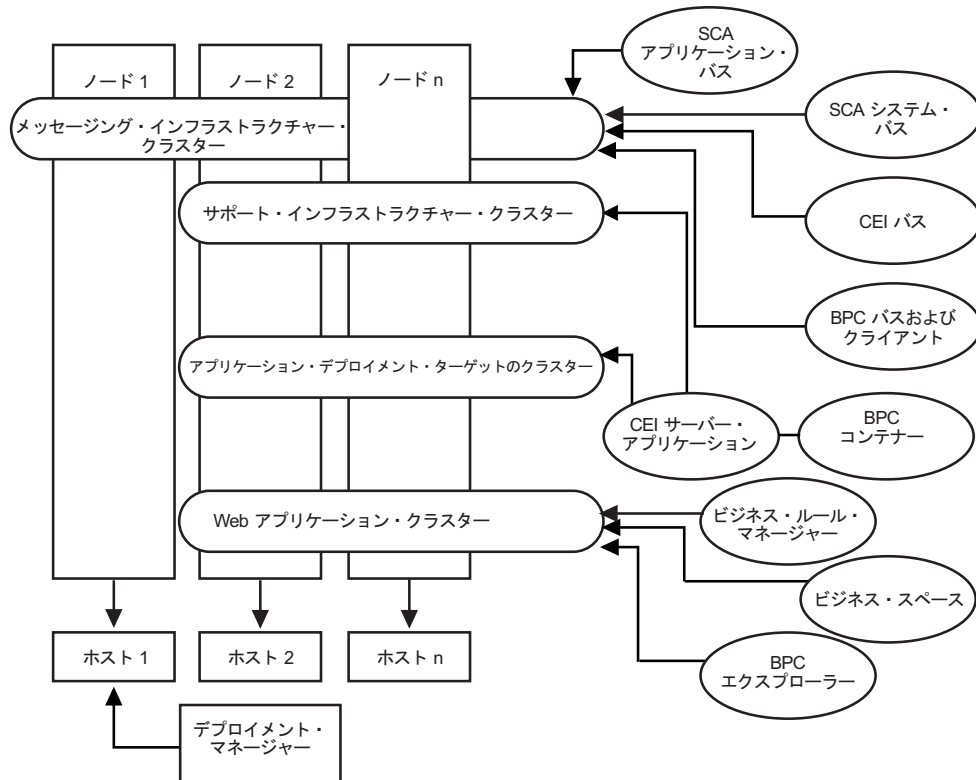 SCA
アプリケーション・
バス
ノード 1
ノード 2
ノード n
メッセージング・インフラストラクチャー・
クラスター
SCA システム・
バス
サポート・インフラストラクチャー・クラスター
CEI バス
BPC バスおよび
クライアント
アプリケーション・デプロイメント・ターゲットのクラスター
CEI サーバー・
アプリケーション
BPC
コンテナー
Web アプリケーション・クラスター
ビジネス・ルール・
マネージャー
ビジネス・スペース
ホスト 1
ホスト 2
ホスト n
BPC
エクスプローラー
デプロイメント・
マネージャー